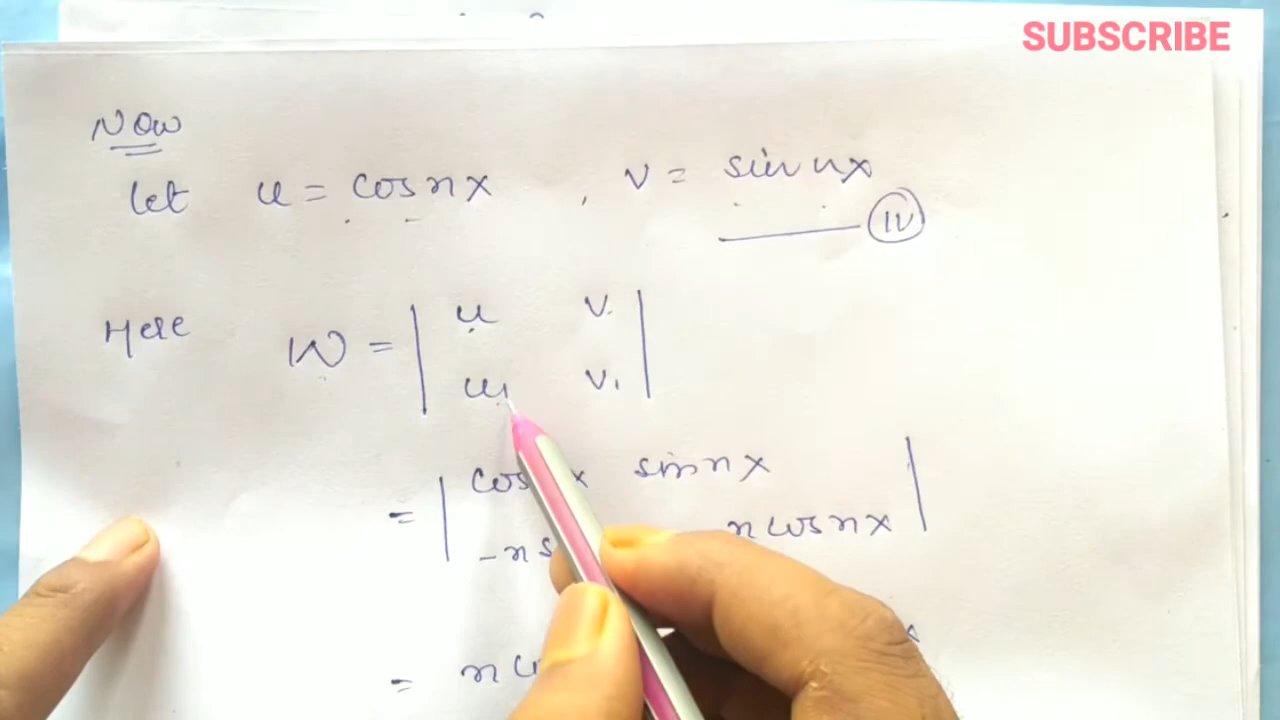 SUBSCRIBE
Now
let u = cos nx , v = sin nx
(IV)
Here W = | u v |
| u1 v1 |
= | cos x sin nx |
| -n s n cos nx |
= n c